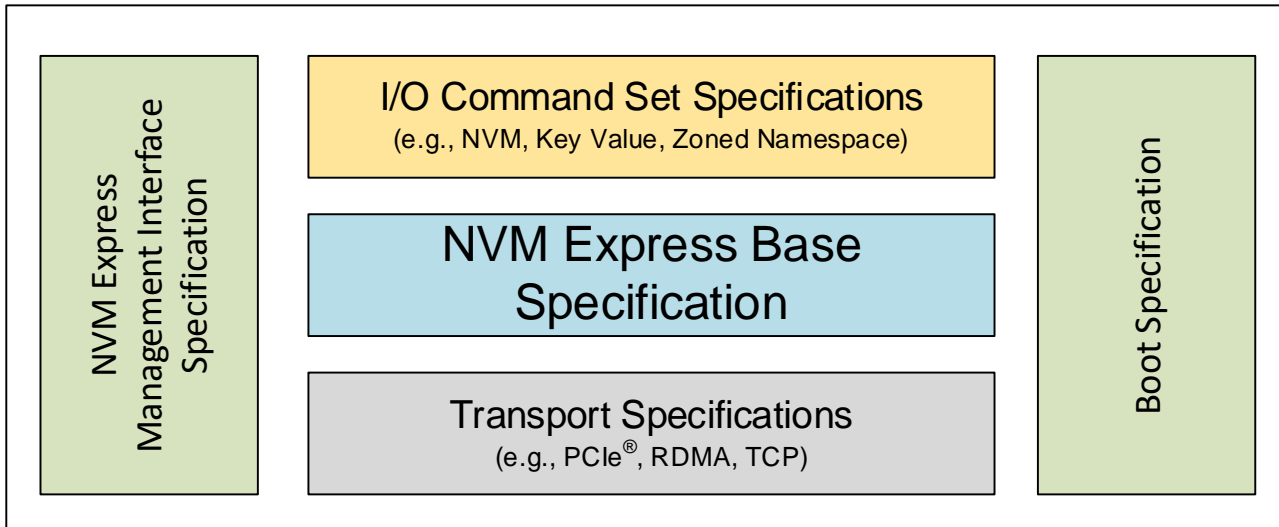 NVM Express
Management Interface
Specification
I/O Command Set Specifications
(e.g., NVM, Key Value, Zoned Namespace)
NVM Express Base
Specification
Transport Specifications
(e.g., PCIe®, RDMA, TCP)
Boot Specification